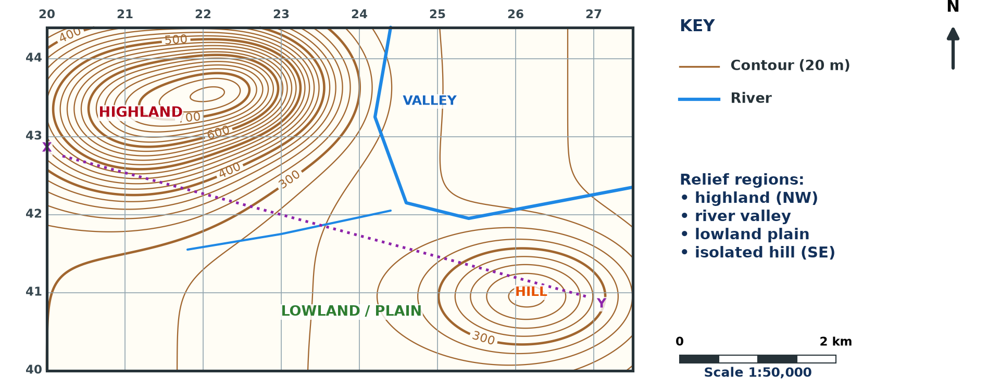 20 21 22 23 24 25 26 27
44
43
42
41
40
400
500
HIGHLAND
700
600
X
400
300
VALLEY
LOWLAND / PLAIN
HILL
Y
300
N
KEY
Contour (20 m)
River
Relief regions:
• highland (NW)
• river valley
• lowland plain
• isolated hill (SE)
0 2 km
Scale 1:50,000